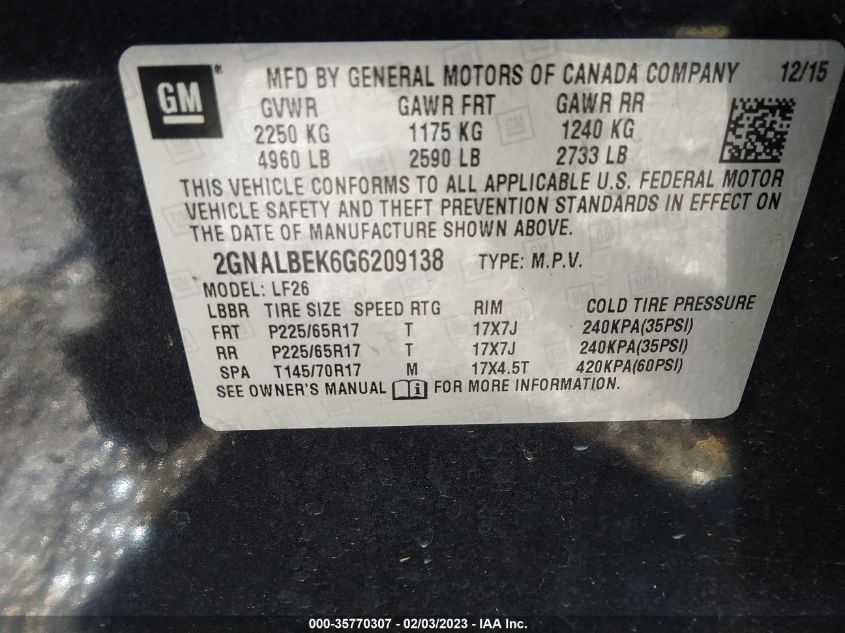 GM ® MFD BY GENERAL MOTORS OF CANADA COMPANY 12/15
GVWR GAWR FRT GAWR RR
2250 KG 1175 KG 1240 KG
4960 LB 2590 LB 2733 LB
THIS VEHICLE CONFORMS TO ALL APPLICABLE U.S. FEDERAL MOTOR
VEHICLE SAFETY AND THEFT PREVENTION STANDARDS IN EFFECT ON
THE DATE OF MANUFACTURE SHOWN ABOVE.
2GNALBEK6G6209138 TYPE: M.P.V.
MODEL: LF26
LBBR TIRE SIZE SPEED RTG RIM COLD TIRE PRESSURE
FRT P225/65R17 T 17X7J 240KPA(35PSI)
RR P225/65R17 T 17X7J 240KPA(35PSI)
SPA T145/70R17 M 17X4.5T 420KPA(60PSI)
SEE OWNER'S MANUAL FOR MORE INFORMATION.
000-35770307 - 02/03/2023 - IAA Inc.